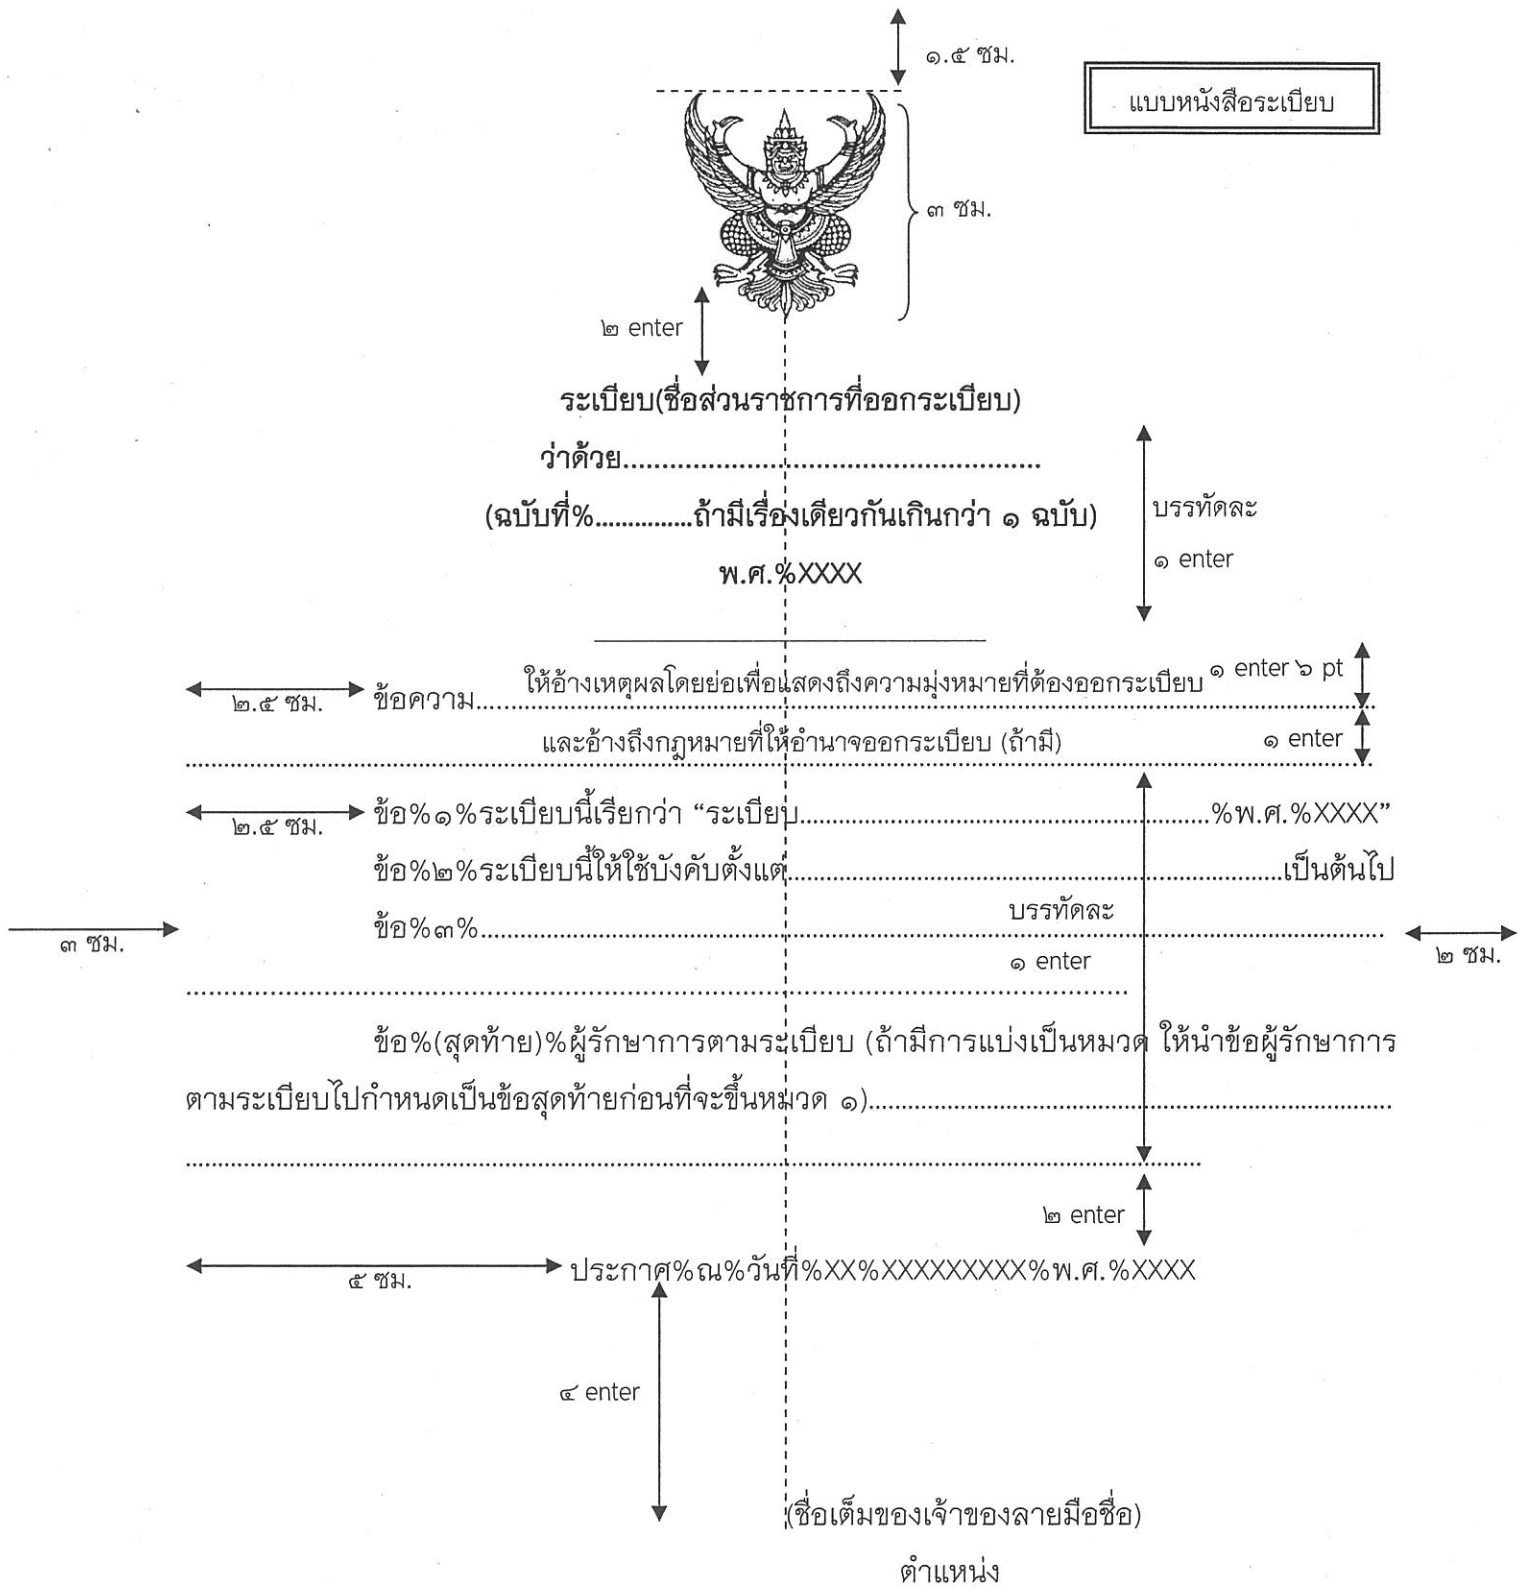 ๑.๕ ซม.
แบบหนังสือระเบียบ
๓ ซม.
๒ enter
ระเบียบ(ชื่อส่วนราชการที่ออกระเบียบ)
ว่าด้วย......................................................
(ฉบับที่%...............ถ้ามีเรื่องเดียวกันเกินกว่า ๑ ฉบับ)
บรรทัดละ
๑ enter
พ.ศ.%XXXX
ให้อ้างเหตุผลโดยย่อเพื่อแสดงถึงความมุ่งหมายที่ต้องออกระเบียบ
๑ enter ๖ pt
๒.๕ ซม.
ข้อความ..............................................................
และอ้างถึงกฎหมายที่ให้อำนาจออกระเบียบ (ถ้ามี)
๑ enter
ข้อ%๑%ระเบียบนี้เรียกว่า “ระเบียบ......................................................%พ.ศ.%XXXX”
๒.๕ ซม.
ข้อ%๒%ระเบียบนี้ให้ใช้บังคับตั้งแต่..............................................................เป็นต้นไป
บรรทัดละ
ข้อ%๓%..............................................................
๓ ซม.
๒ ซม.
๑ enter
ข้อ%(สุดท้าย)%ผู้รักษาการตามระเบียบ (ถ้ามีการแบ่งเป็นหมวด ให้นำข้อผู้รักษาการ
ตามระเบียบไปกำหนดเป็นข้อสุดท้ายก่อนที่จะขึ้นหมวด ๑)..............................................................
๒ enter
ประกาศ%ณ%วันที่%XX%XXXXXXXXX%พ.ศ.%XXXX
๕ ซม.
๔ enter
(ชื่อเต็มของเจ้าของลายมือชื่อ)
ตำแหน่ง